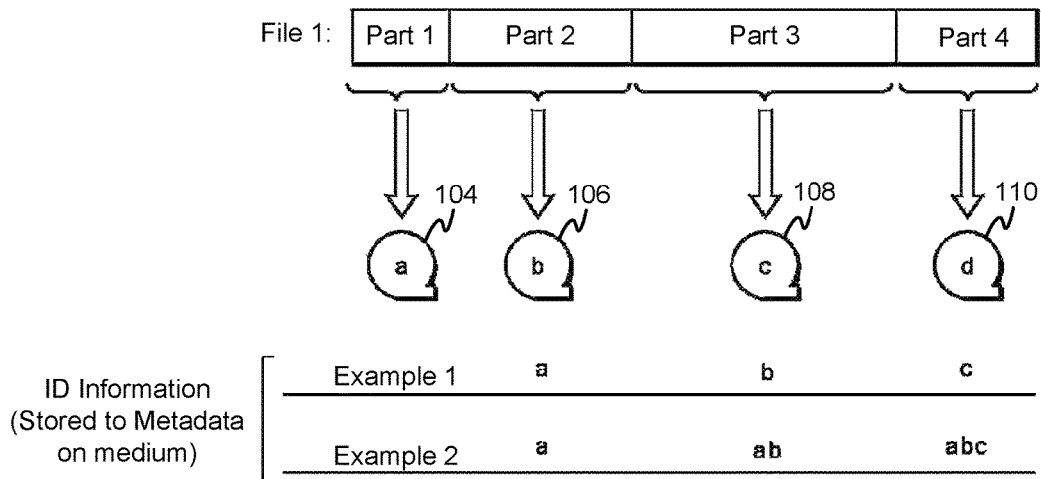 File 1: Part 1 Part 2 Part 3 Part 4
104 106 108 110
a b c d
ID Information
(Stored to Metadata
on medium)
Example 1 a b c
Example 2 a ab abc